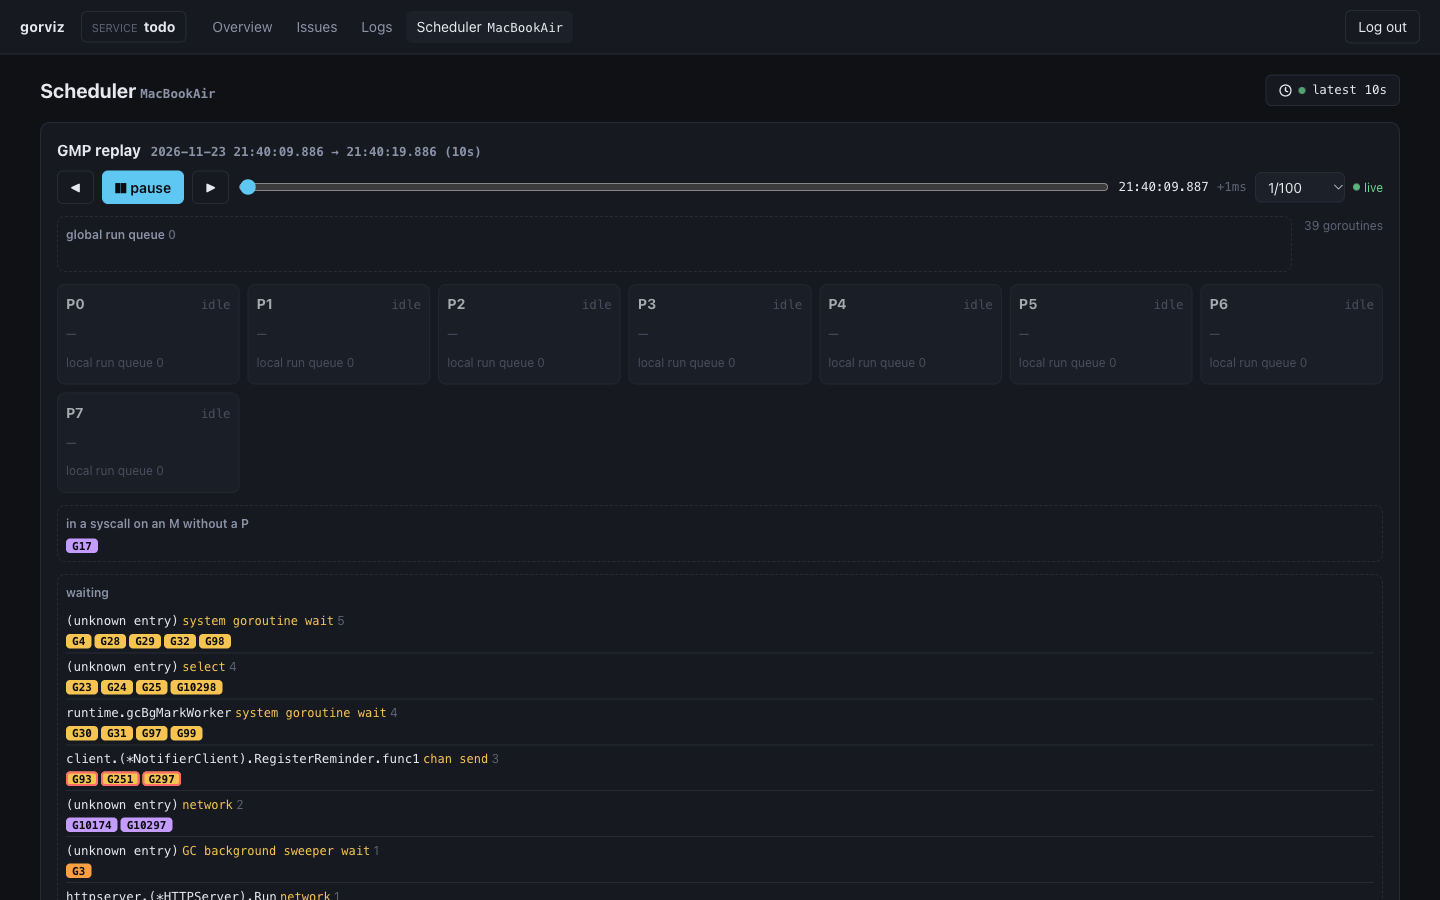 gorviz SERVICE todo Overview Issues Logs Scheduler MacBookAir Log out
Scheduler MacBookAir latest 10s
GMP replay 2026-11-23 21:40:09.886 → 21:40:19.886 (10s)
◀ pause ▶ 21:40:09.887 +1ms 1/100 live
global run queue 0 39 goroutines
P0 idle P1 idle P2 idle P3 idle P4 idle P5 idle P6 idle
— — — — — — —
local run queue 0 local run queue 0 local run queue 0 local run queue 0 local run queue 0 local run queue 0 local run queue 0
P7 idle
—
local run queue 0
in a syscall on an M without a P
G17
waiting
(unknown entry) system goroutine wait 5
G4 G28 G29 G32 G98
(unknown entry) select 4
G23 G24 G25 G10298
runtime.gcBgMarkWorker system goroutine wait 4
G30 G31 G97 G99
client.(*NotifierClient).RegisterReminder.func1 chan send 3
G93 G251 G297
(unknown entry) network 2
G10174 G10297
(unknown entry) GC background sweeper wait 1
G3
httpserver.(*HTTPServer).Run network 1